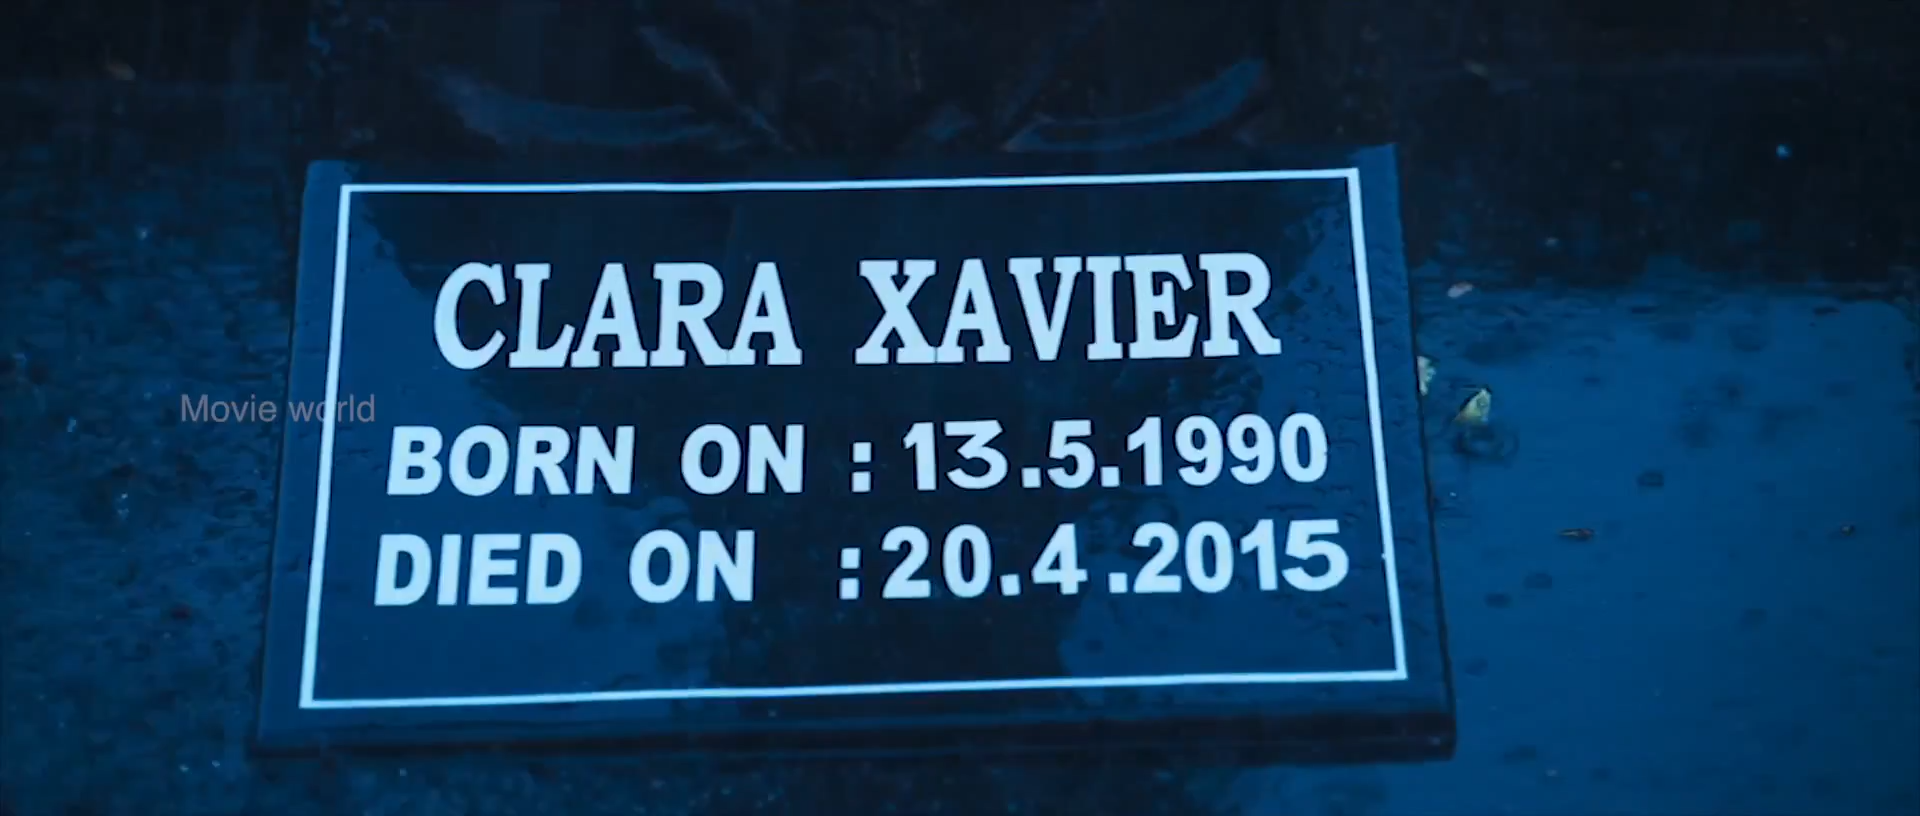 CLARA XAVIER
Movie world
BORN ON : 13.5.1990
DIED ON : 20.4.2015